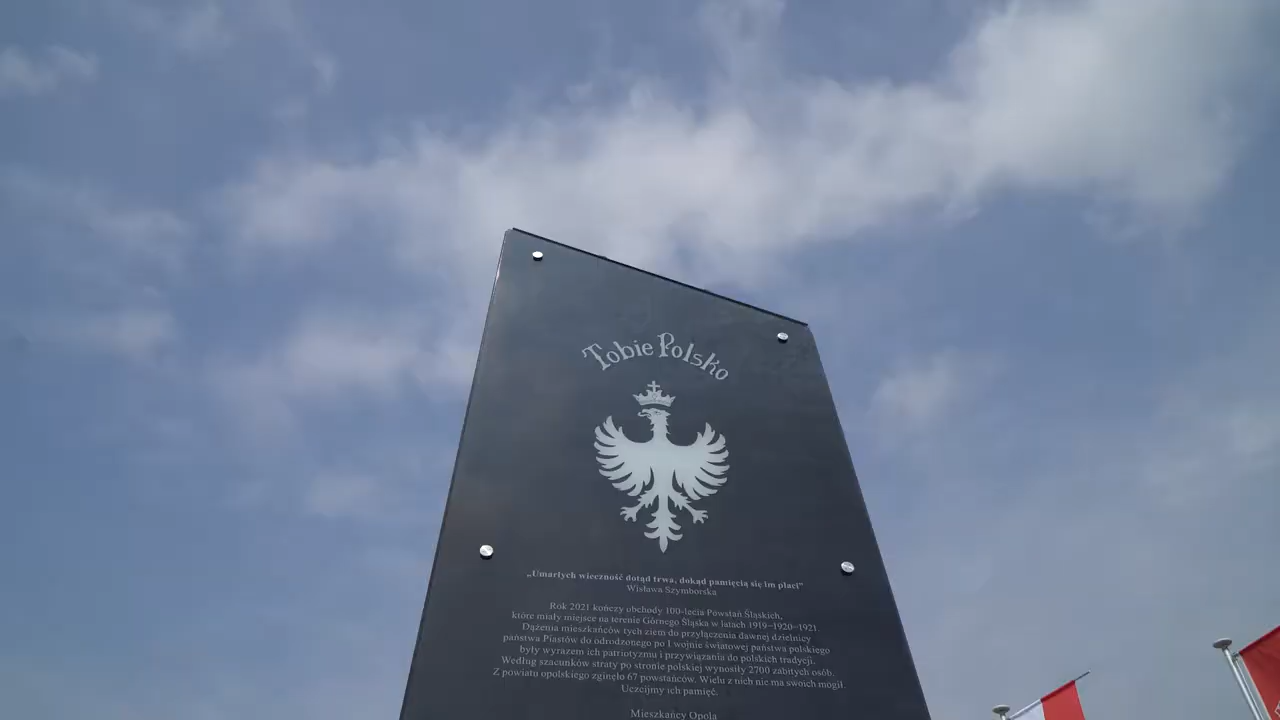 Tobie Polsko
„Umarłych wieczność dotąd trwa, dokąd pamięcią się im płaci”
Wisława Szymborska
Rok 2021 kończy obchody 100-lecia Powstań Śląskich,
które miały miejsce na terenie Górnego Śląska w latach 1919–1920–1921.
Dążenia mieszkańców tych ziem do przyłączenia dawnej dzielnicy
państwa Piastów do odrodzonego po I wojnie światowej państwa polskiego
były wyrazem ich patriotyzmu i przywiązania do polskich tradycji.
Według szacunków straty po stronie polskiej wynosiły 2700 zabitych osób.
Z powiatu opolskiego zginęło 67 powstańców. Wielu z nich nie ma swoich mogił.
Uczcijmy ich pamięć.
Mieszkańcy Opola